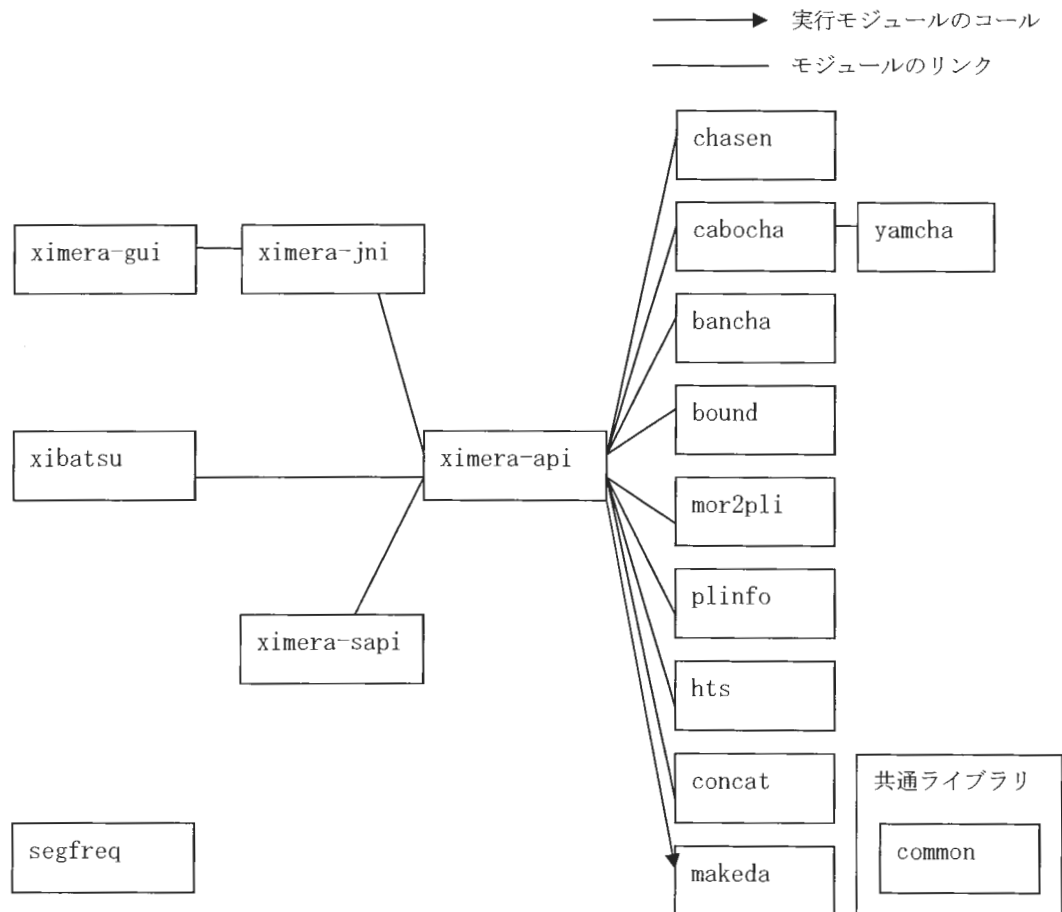 実行モジュールのコール
モジュールのリンク
chasen
cabocha
yamcha
ximera-gui
ximera-jni
bancha
bound
xibatsu
ximera-api
mor2pli
plinfo
ximera-sapi
hts
concat
共通ライブラリ
segfreq
common
makeda